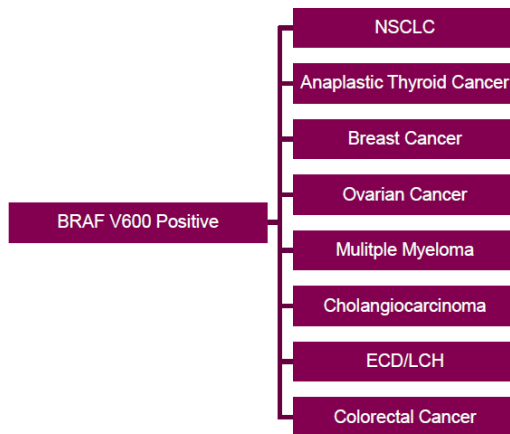 NSCLC
Anaplastic Thyroid Cancer
Breast Cancer
Ovarian Cancer
BRAF V600 Positive
Mulitple Myeloma
Cholangiocarcinoma
ECD/LCH
Colorectal Cancer